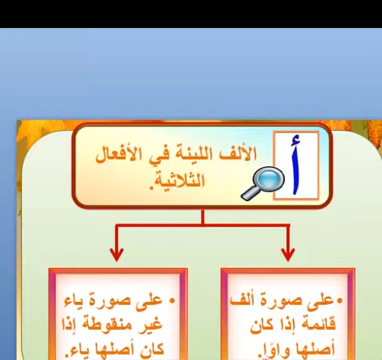 أ
الألف اللينة في الأفعال
الثلاثية.
•على صورة ألف
قائمة إذا كان
أصلها واوًا.
• على صورة ياء
غير منقوطة إذا
كان أصلها ياء.